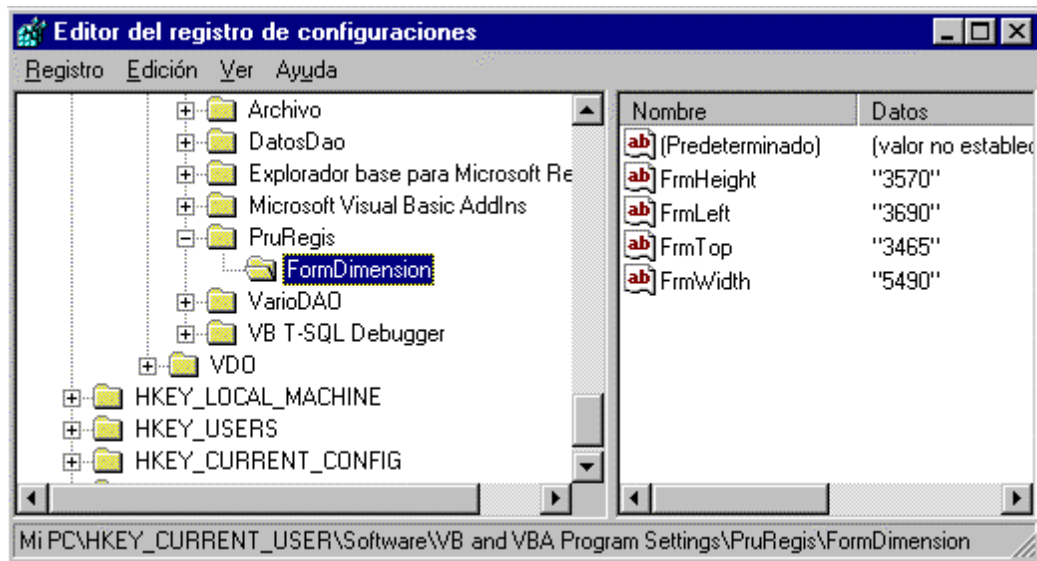 Editor del registro de configuraciones
Registro Edición Ver Ayuda
Archivo
DatosDao
Explorador base para Microsoft Re
Microsoft Visual Basic AddIns
PruRegis
FormDimension
VarioDAO
VB T-SQL Debugger
VDO
HKEY_LOCAL_MACHINE
HKEY_USERS
HKEY_CURRENT_CONFIG
Nombre Datos
(Predeterminado) (valor no establec
FrmHeight "3570"
FrmLeft "3690"
FrmTop "3465"
FrmWidth "5490"
Mi PC\HKEY_CURRENT_USER\Software\VB and VBA Program Settings\PruRegis\FormDimension